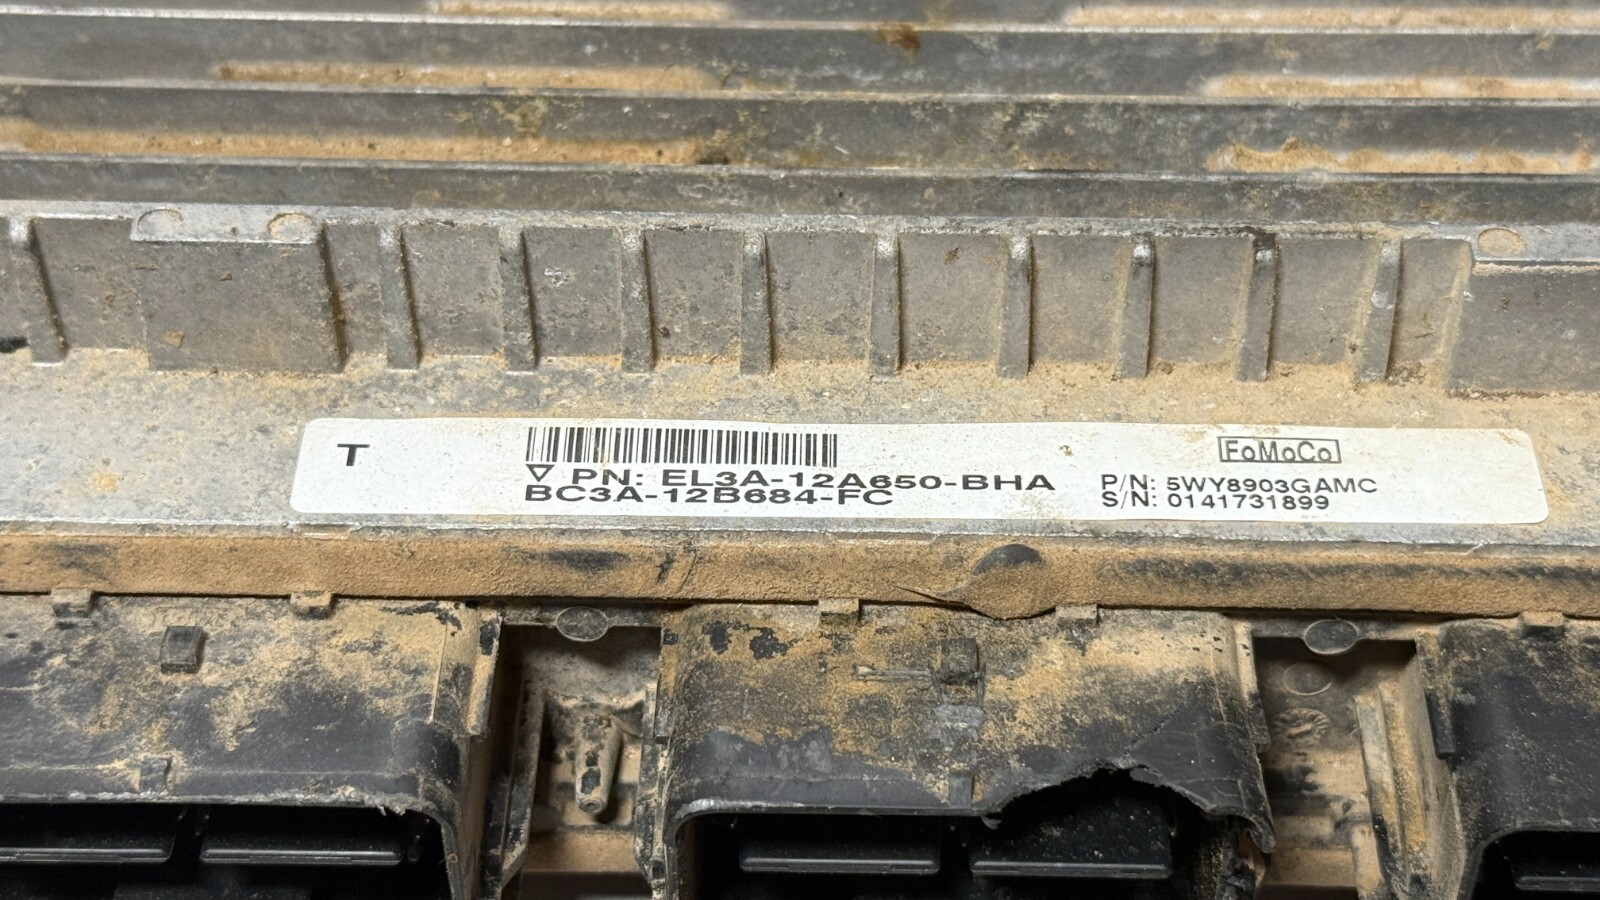 T
PN: EL3A-12A650-BHA
BC3A-12B684-FC
FoMoCo
P/N: 5WY8903GAMC
S/N: 0141731899